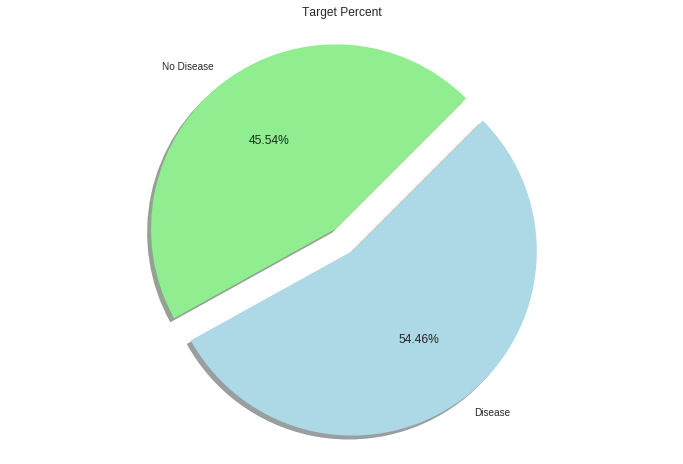 Target Percent
No Disease
45.54%
54.46%
Disease